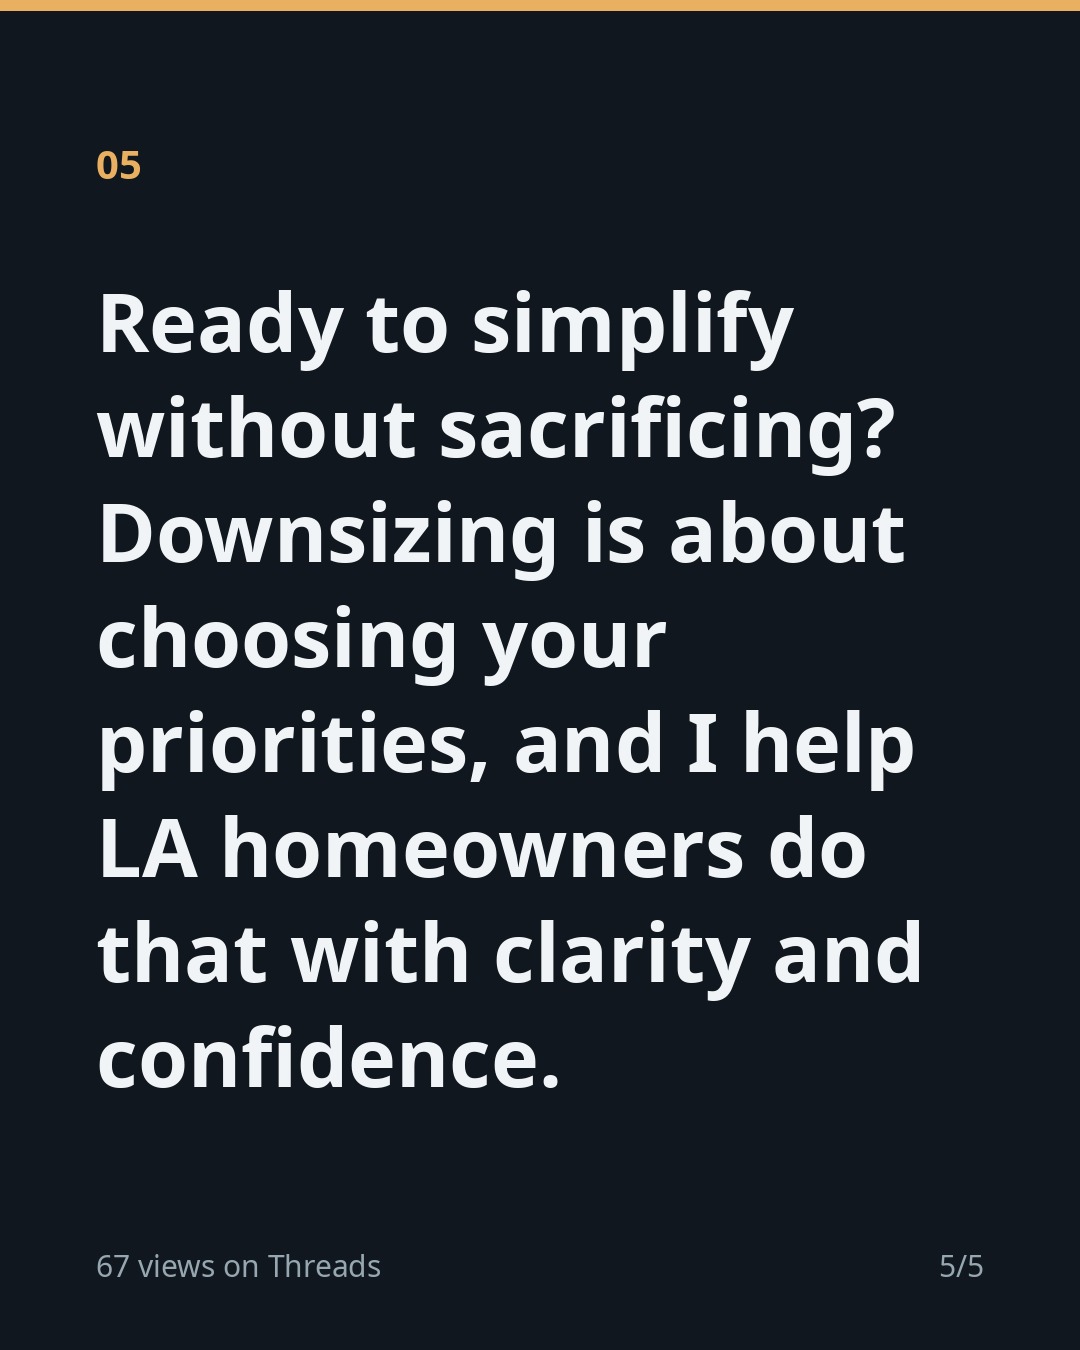 05
Ready to simplify
without sacrificing?
Downsizing is about
choosing your
priorities, and I help
LA homeowners do
that with clarity and
confidence.
67 views on Threads
5/5